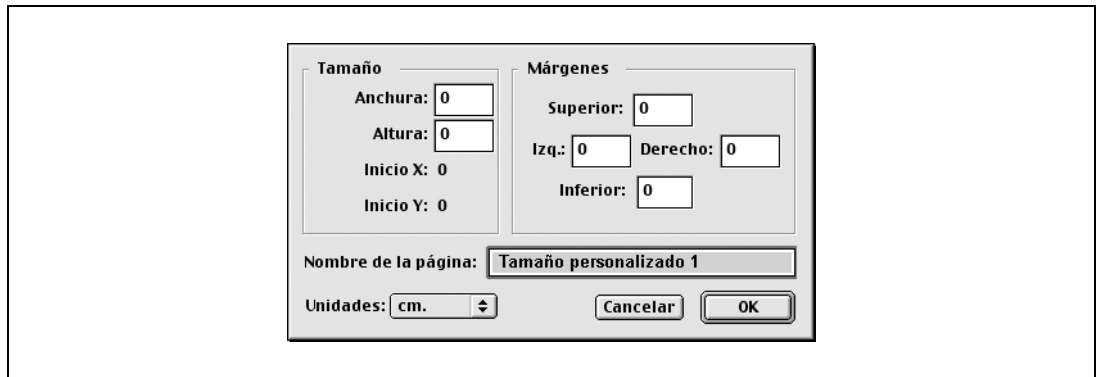 Tamaño
Anchura: 0
Altura: 0
Inicio X: 0
Inicio Y: 0
Márgenes
Superior: 0
Izq.: 0 Derecho: 0
Inferior: 0
Nombre de la página: Tamaño personalizado 1
Unidades: cm. Cancelar OK